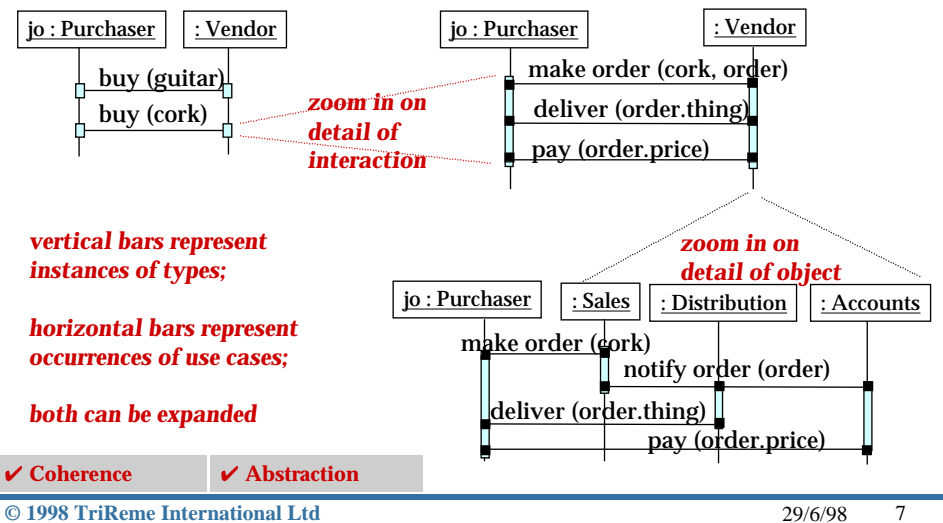 jo : Purchaser
: Vendor
buy (guitar)
buy (cork)
zoom in on
detail of
interaction
jo : Purchaser
: Vendor
make order (cork, order)
deliver (order.thing)
pay (order.price)
vertical bars represent
instances of types;
horizontal bars represent
occurrences of use cases;
both can be expanded
zoom in on
detail of object
jo : Purchaser
: Sales
: Distribution
: Accounts
make order (cork)
notify order (order)
deliver (order.thing)
pay (order.price)
✔ Coherence
✔ Abstraction
© 1998 TriReme International Ltd
29/6/98
7